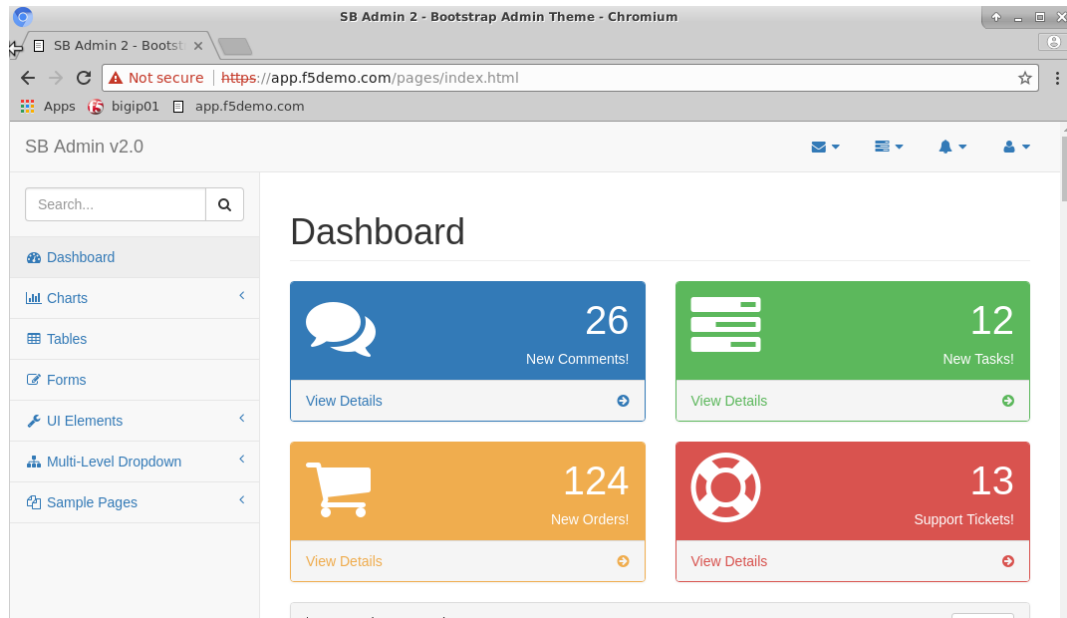 SB Admin 2 - Bootstrap Admin Theme - Chromium
SB Admin 2 - Bootst
Not secure | https://app.f5demo.com/pages/index.html
Apps bigip01 app.f5demo.com
SB Admin v2.0
Search...
Dashboard
Charts
Tables
Forms
UI Elements
Multi-Level Dropdown
Sample Pages
Dashboard
26
New Comments!
View Details
12
New Tasks!
View Details
124
New Orders!
View Details
13
Support Tickets!
View Details